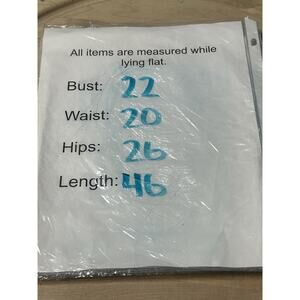 All items are measured while
lying flat.
Bust: 22
Waist: 20
Hips: 26
Length: 46